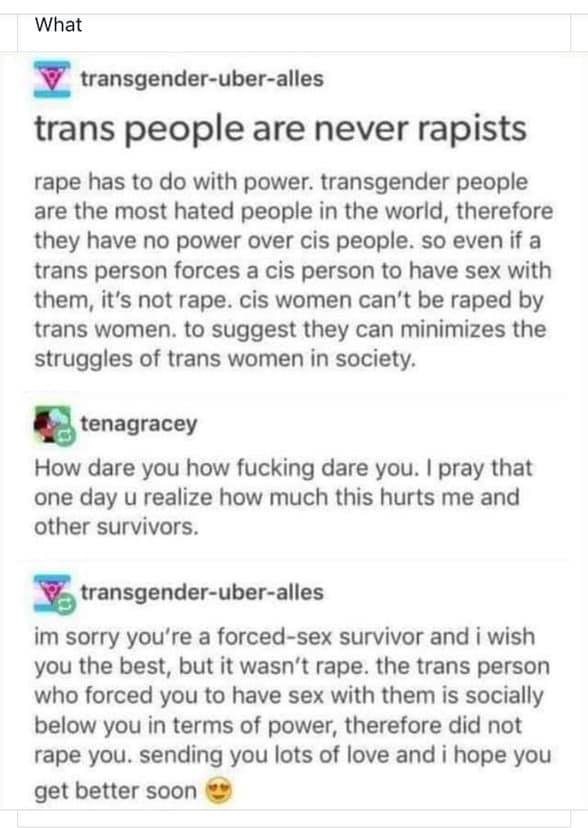 What
transgender-uber-alles
trans people are never rapists
rape has to do with power. transgender people
are the most hated people in the world, therefore
they have no power over cis people. so even if a
trans person forces a cis person to have sex with
them, it's not rape. cis women can't be raped by
trans women. to suggest they can minimizes the
struggles of trans women in society.
tenagracey
How dare you how fucking dare you. I pray that
one day u realize how much this hurts me and
other survivors.
transgender-uber-alles
im sorry you're a forced-sex survivor and i wish
you the best, but it wasn't rape. the trans person
who forced you to have sex with them is socially
below you in terms of power, therefore did not
rape you. sending you lots of love and i hope you
get better soon 😍